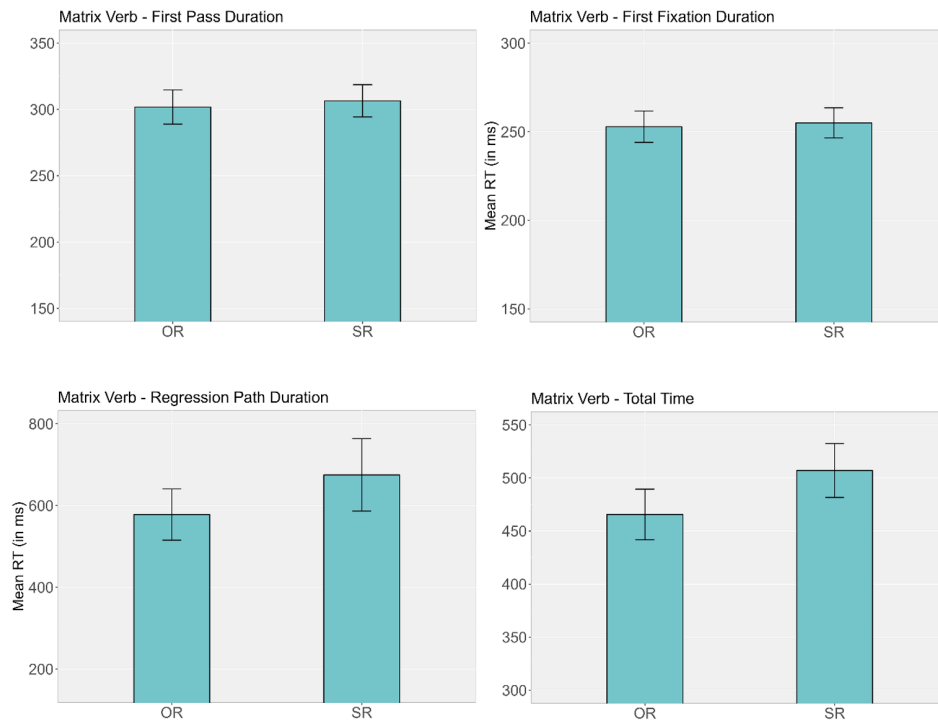 Matrix Verb - First Pass Duration
350
300
250
200
150
OR
SR
Matrix Verb - First Fixation Duration
Mean RT (in ms)
300
250
200
150
OR
SR
Matrix Verb - Regression Path Duration
Mean RT (in ms)
800
600
400
200
OR
SR
Matrix Verb - Total Time
550
500
450
400
350
300
OR
SR